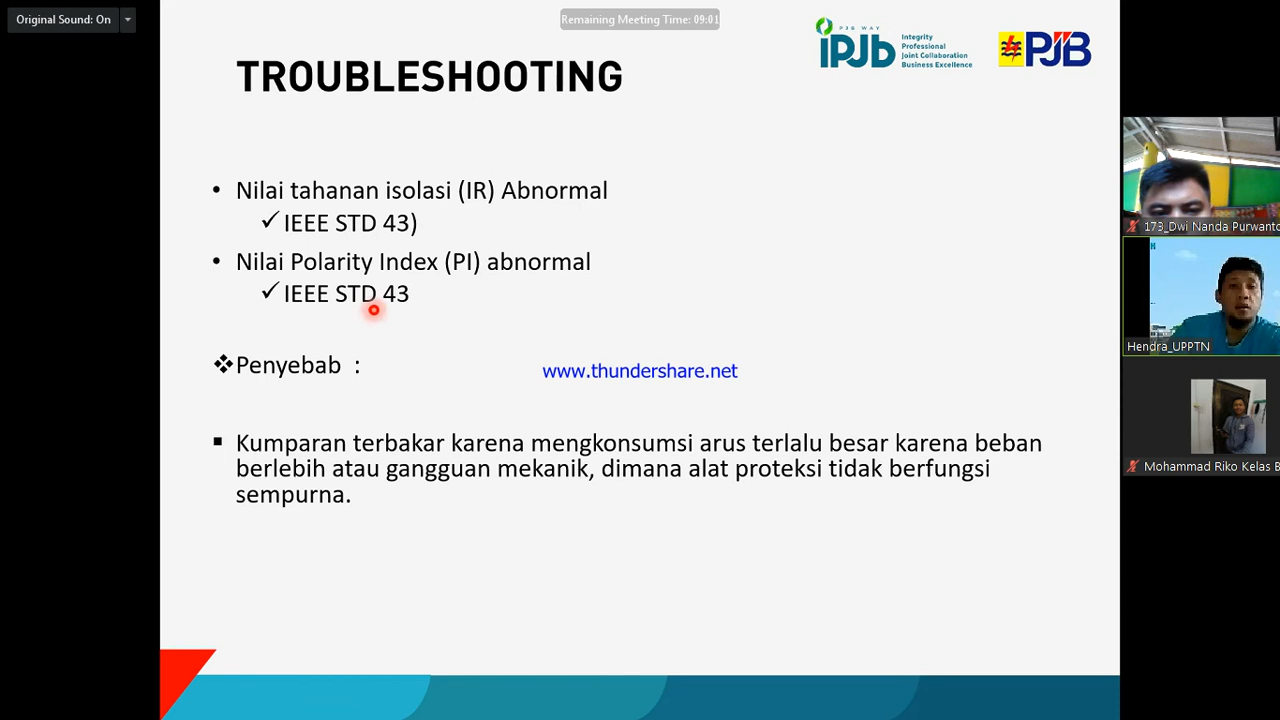 Original Sound: On
Remaining Meeting Time: 09:01
PJB WAY
iPJb
Integrity
Professional
Joint Collaboration
Business Excellence
PJB
TROUBLESHOOTING
• Nilai tahanan isolasi (IR) Abnormal
✓ IEEE STD 43)
• Nilai Polarity Index (PI) abnormal
✓ IEEE STD 43
❖Penyebab :
www.thundershare.net
▪ Kumparan terbakar karena mengkonsumsi arus terlalu besar karena beban
berlebih atau gangguan mekanik, dimana alat proteksi tidak berfungsi
sempurna.
173_Dwi Nanda Purwanto
Hendra_UPPTN
Mohammad Riko Kelas B